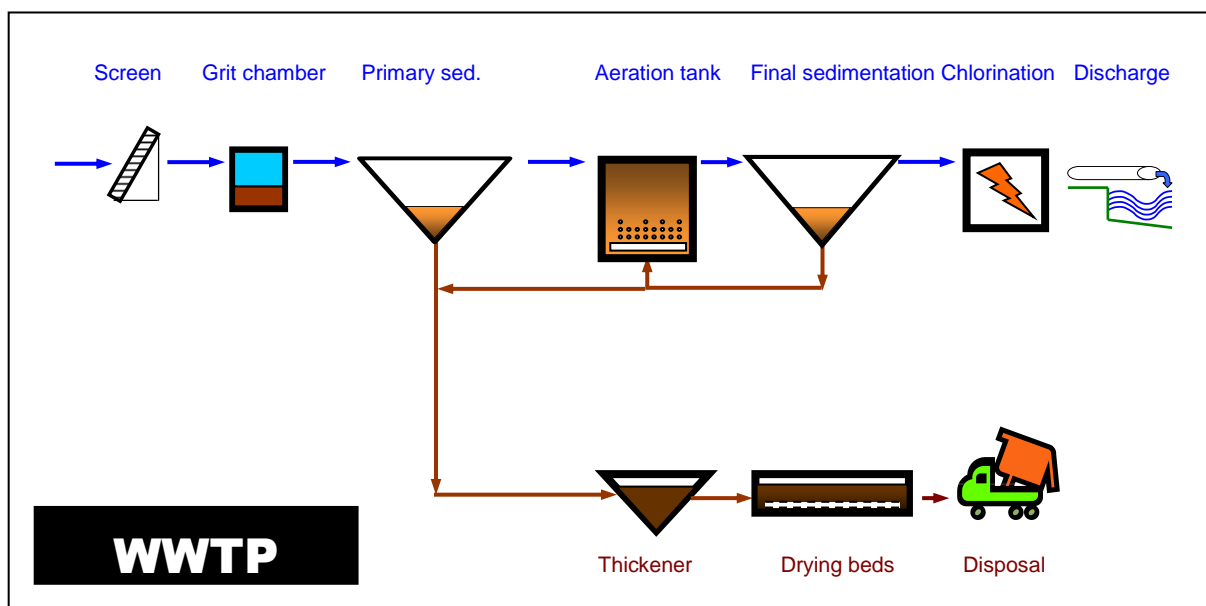 Screen
Grit chamber
Primary sed.
Aeration tank
Final sedimentation
Chlorination
Discharge
Thickener
Drying beds
Disposal
WWTP